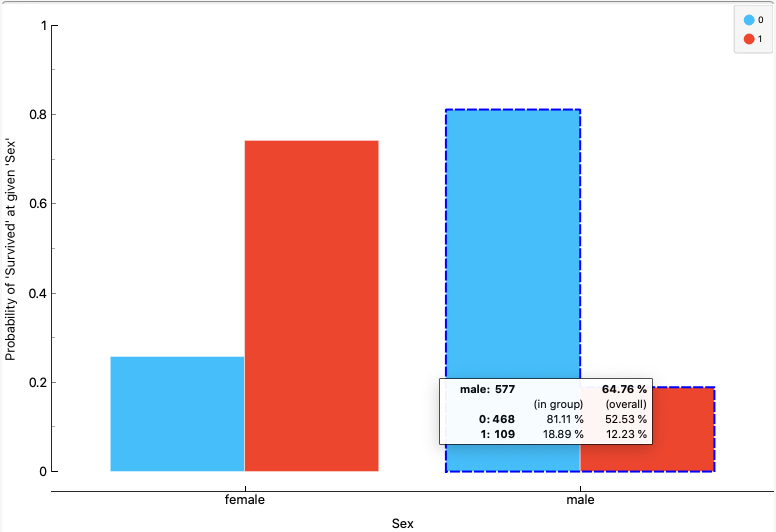 0
1
1
0.8
0.6
0.4
0.2
0
Probability of 'Survived' at given 'Sex'
male: 577 64.76 %
(in group) (overall)
0: 468 81.11 % 52.53 %
1: 109 18.89 % 12.23 %
female male
Sex